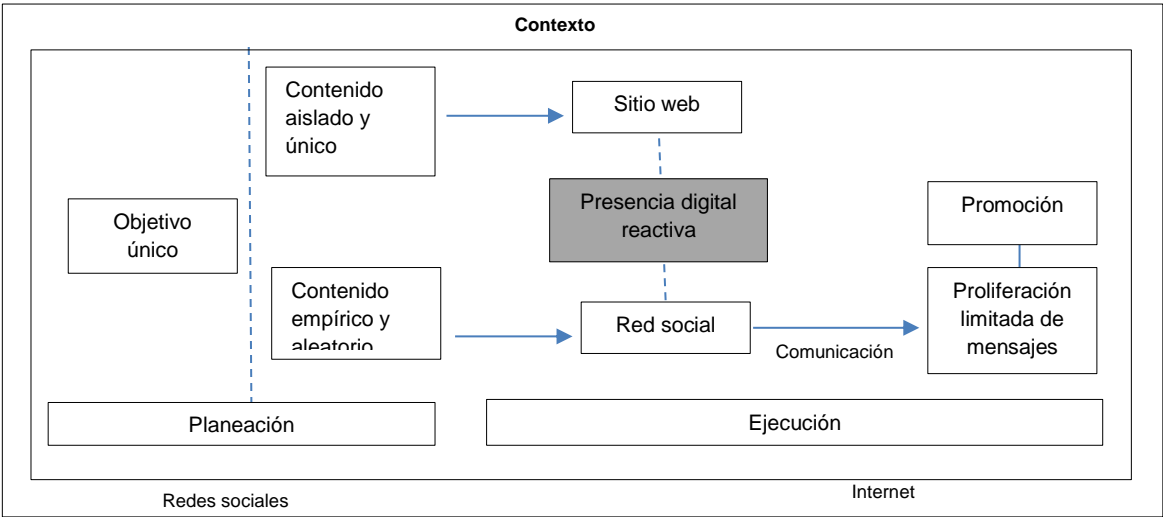 Contexto
Contenido
aislado y
único
Sitio web
Presencia digital
reactiva
Promoción
Objetivo
único
Contenido
empírico y
aleatorio
Red social
Comunicación
Proliferación
limitada de
mensajes
Planeación
Ejecución
Redes sociales
Internet